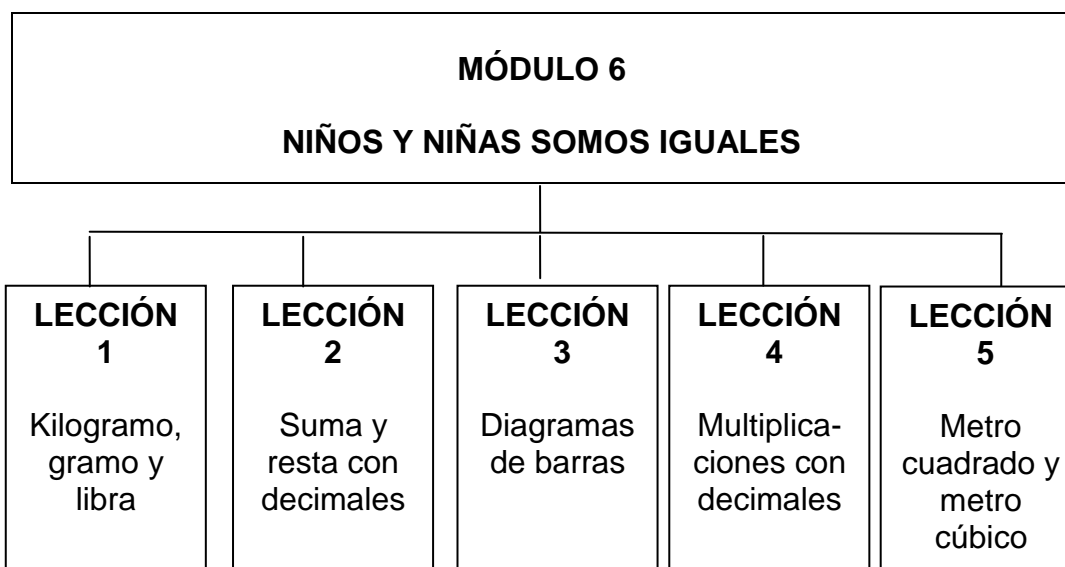 MÓDULO 6
NIÑOS Y NIÑAS SOMOS IGUALES
LECCIÓN
1
Kilogramo,
gramo y
libra
LECCIÓN
2
Suma y
resta con
decimales
LECCIÓN
3
Diagramas
de barras
LECCIÓN
4
Multiplica-
ciones con
decimales
LECCIÓN
5
Metro
cuadrado y
metro
cúbico